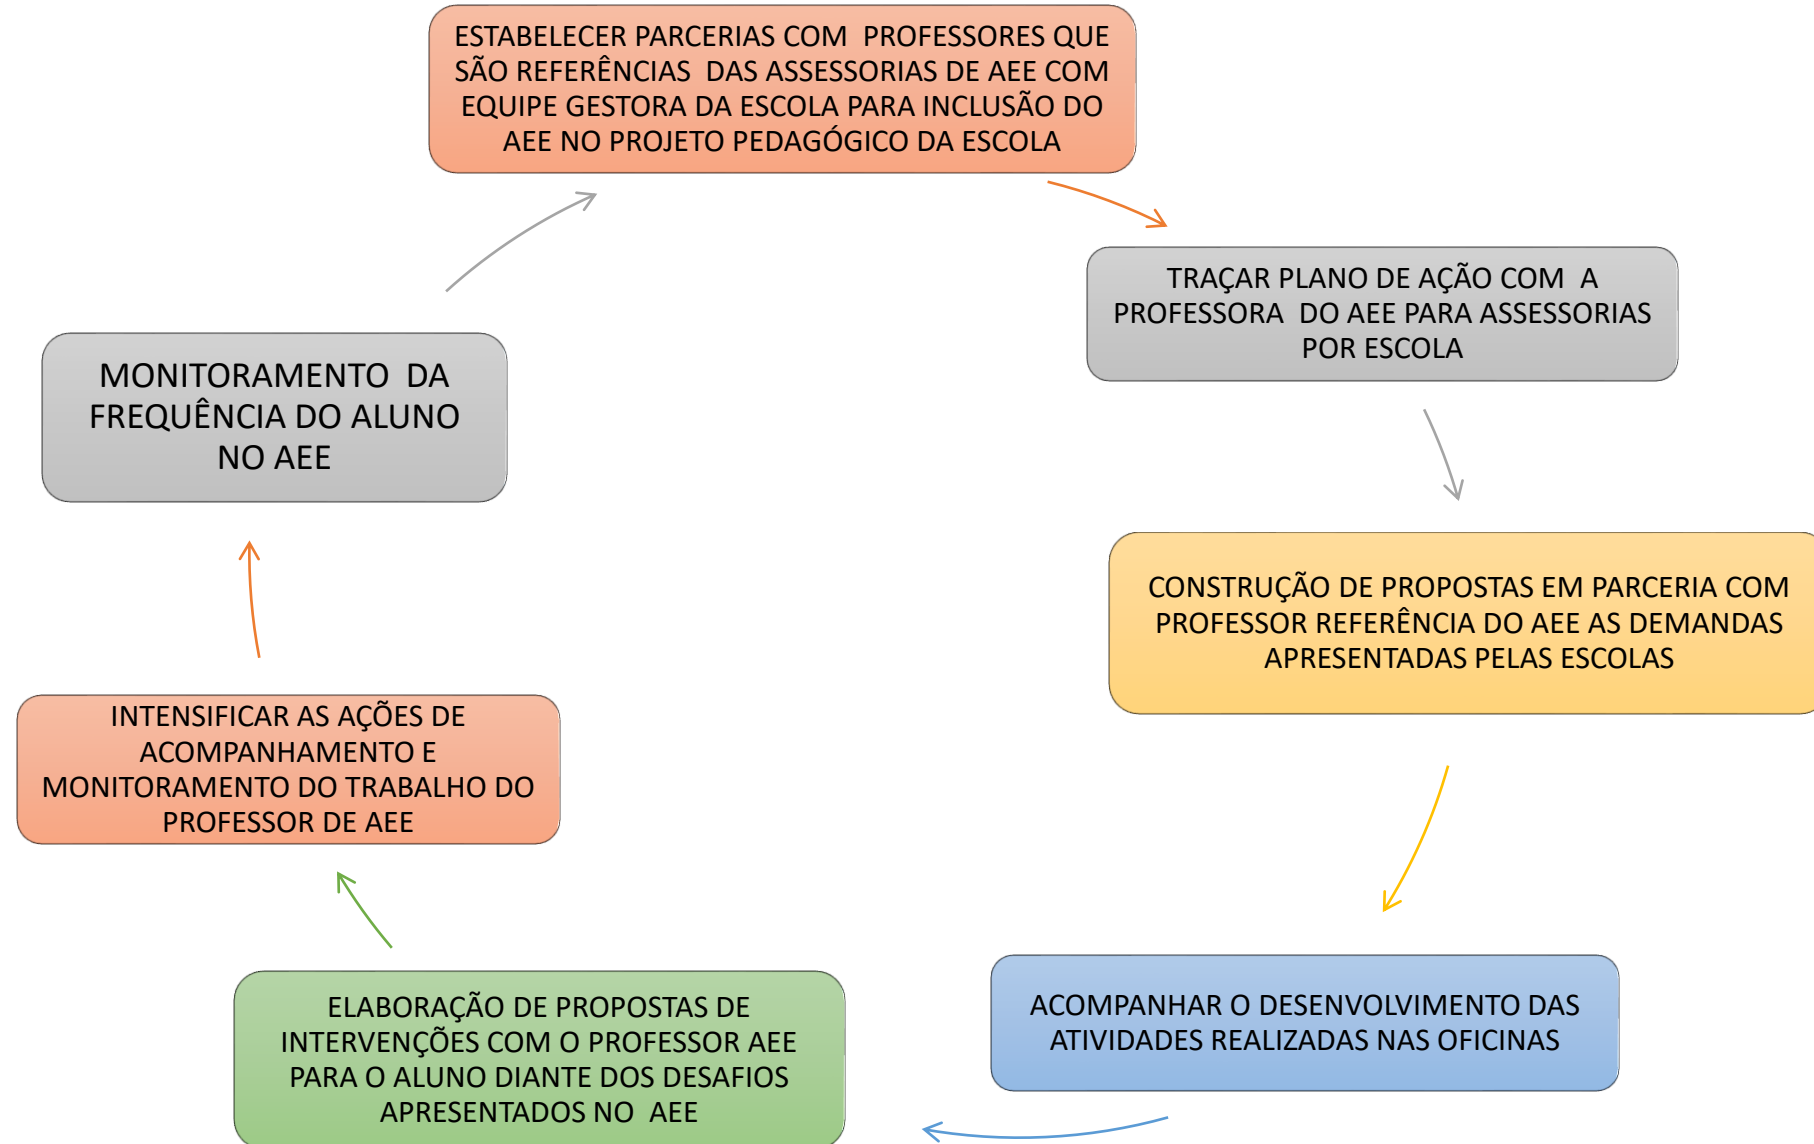 ESTABELECER PARCERIAS COM PROFESSORES QUE
SÃO REFERÊNCIAS DAS ASSESSORIAS DE AEE COM
EQUIPE GESTORA DA ESCOLA PARA INCLUSÃO DO
AEE NO PROJETO PEDAGÓGICO DA ESCOLA
TRAÇAR PLANO DE AÇÃO COM A
PROFESSORA DO AEE PARA ASSESSORIAS
POR ESCOLA
CONSTRUÇÃO DE PROPOSTAS EM PARCERIA COM
PROFESSOR REFERÊNCIA DO AEE AS DEMANDAS
APRESENTADAS PELAS ESCOLAS
ACOMPANHAR O DESENVOLVIMENTO DAS
ATIVIDADES REALIZADAS NAS OFICINAS
ELABORAÇÃO DE PROPOSTAS DE
INTERVENÇÕES COM O PROFESSOR AEE
PARA O ALUNO DIANTE DOS DESAFIOS
APRESENTADOS NO AEE
INTENSIFICAR AS AÇÕES DE
ACOMPANHAMENTO E
MONITORAMENTO DO TRABALHO DO
PROFESSOR DE AEE
MONITORAMENTO DA
FREQUÊNCIA DO ALUNO
NO AEE